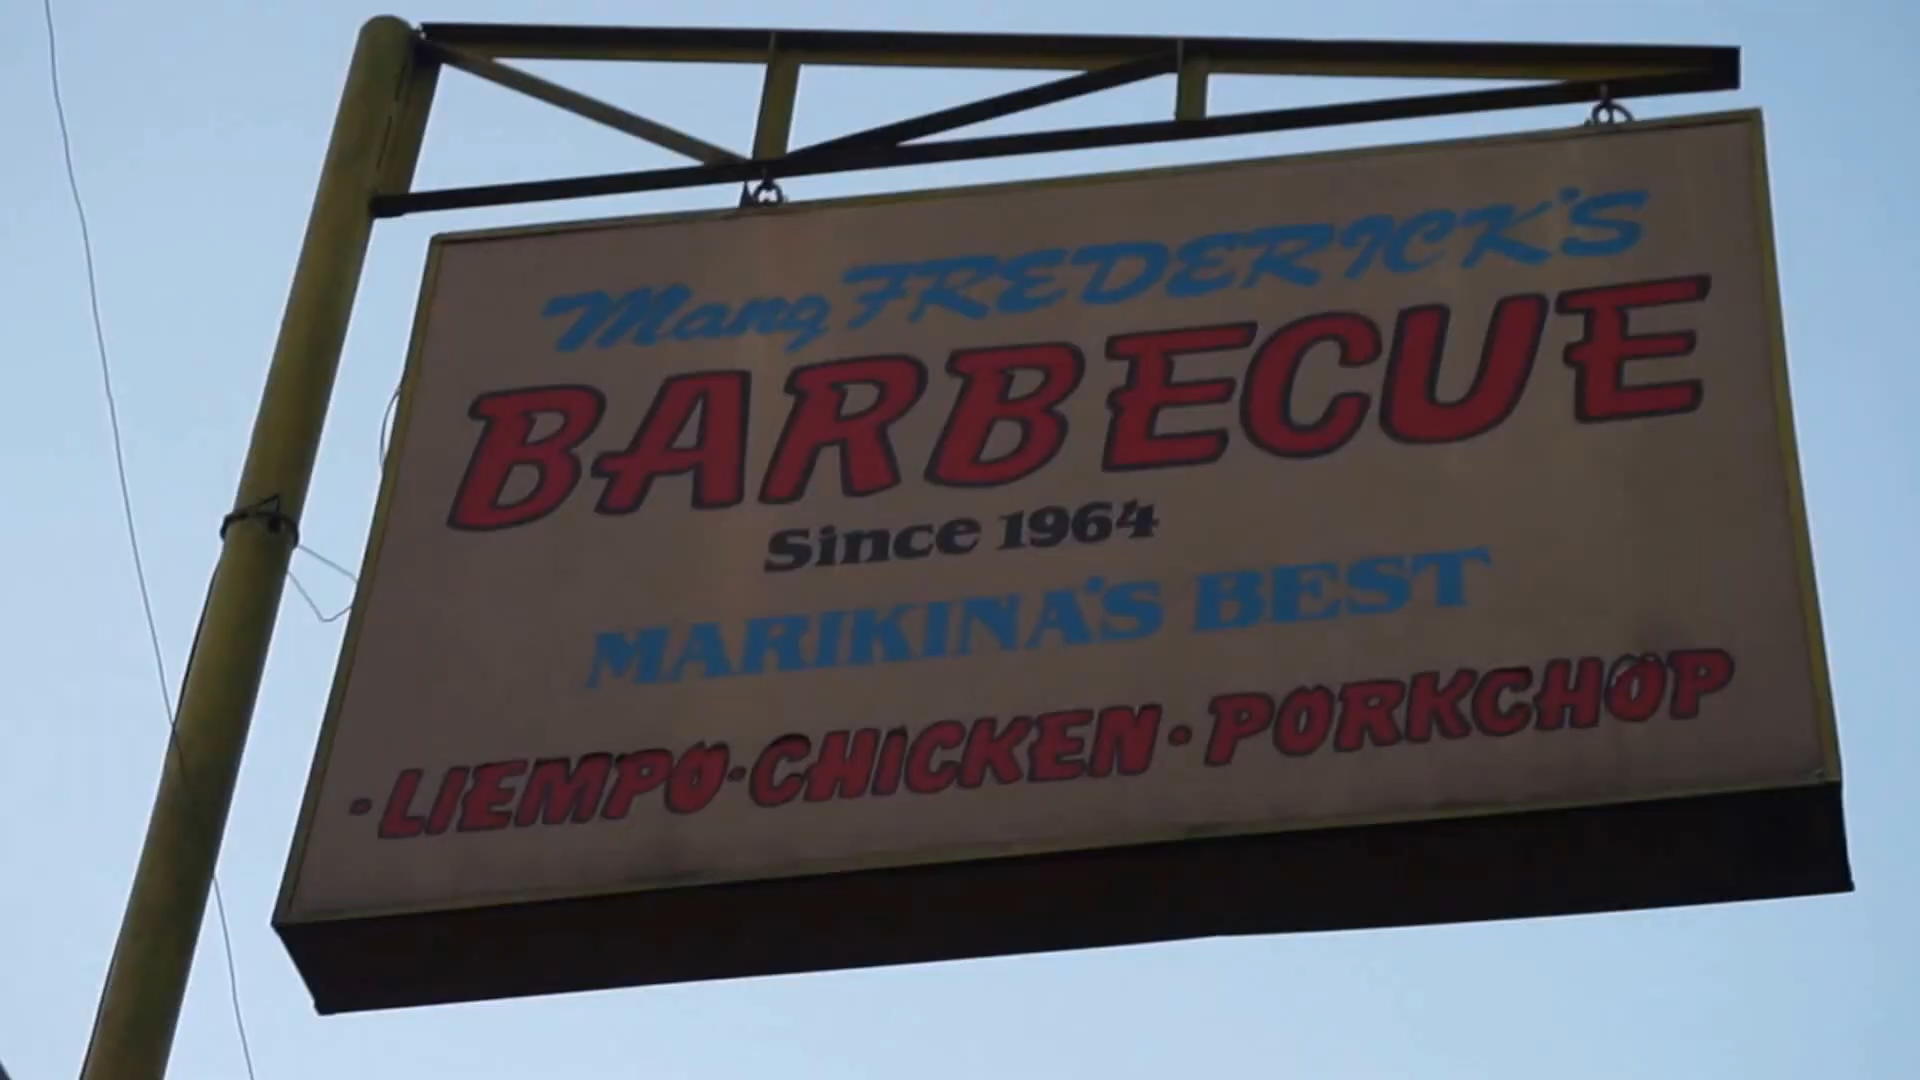 Mang FREDERICK'S
BARBECUE
Since 1964
MARIKINA'S BEST
• LIEMPO • CHICKEN • PORKCHOP